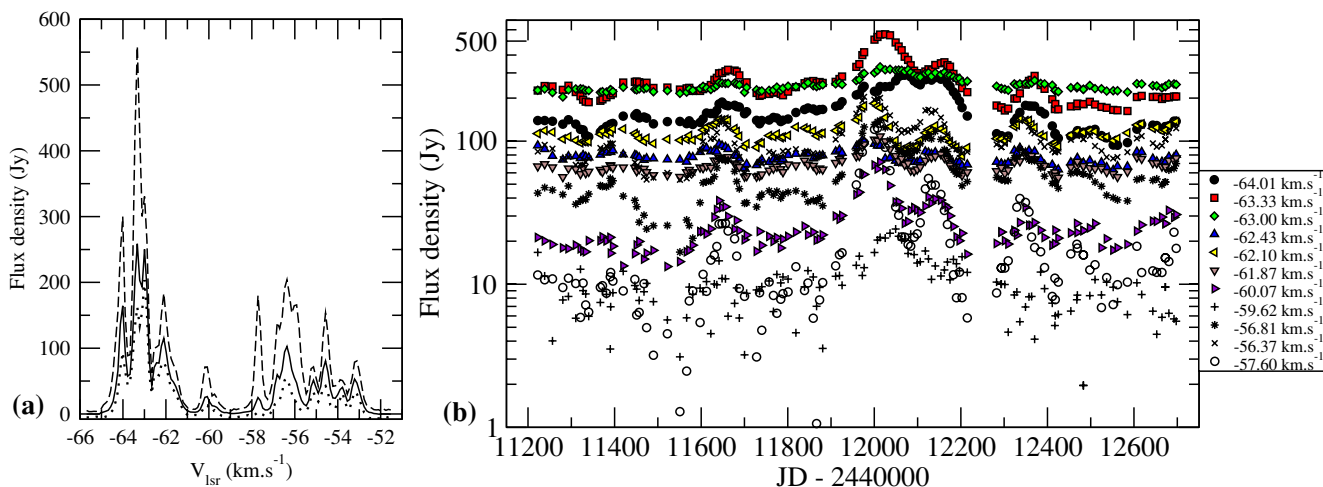 600
500
400
300
200
100
0
Flux density (Jy)
(a)
-66 -64 -62 -60 -58 -56 -54 -52
V_lsr (km.s^-1)
500
100
10
1
Flux density (Jy)
(b)
11200 11400 11600 11800 12000 12200 12400 12600
JD - 2440000
-64.01 km.s^-1
-63.33 km.s^-1
-63.00 km.s^-1
-62.43 km.s^-1
-62.10 km.s^-1
-61.87 km.s^-1
-60.07 km.s^-1
-59.62 km.s^-1
-56.81 km.s^-1
-56.37 km.s^-1
-57.60 km.s^-1